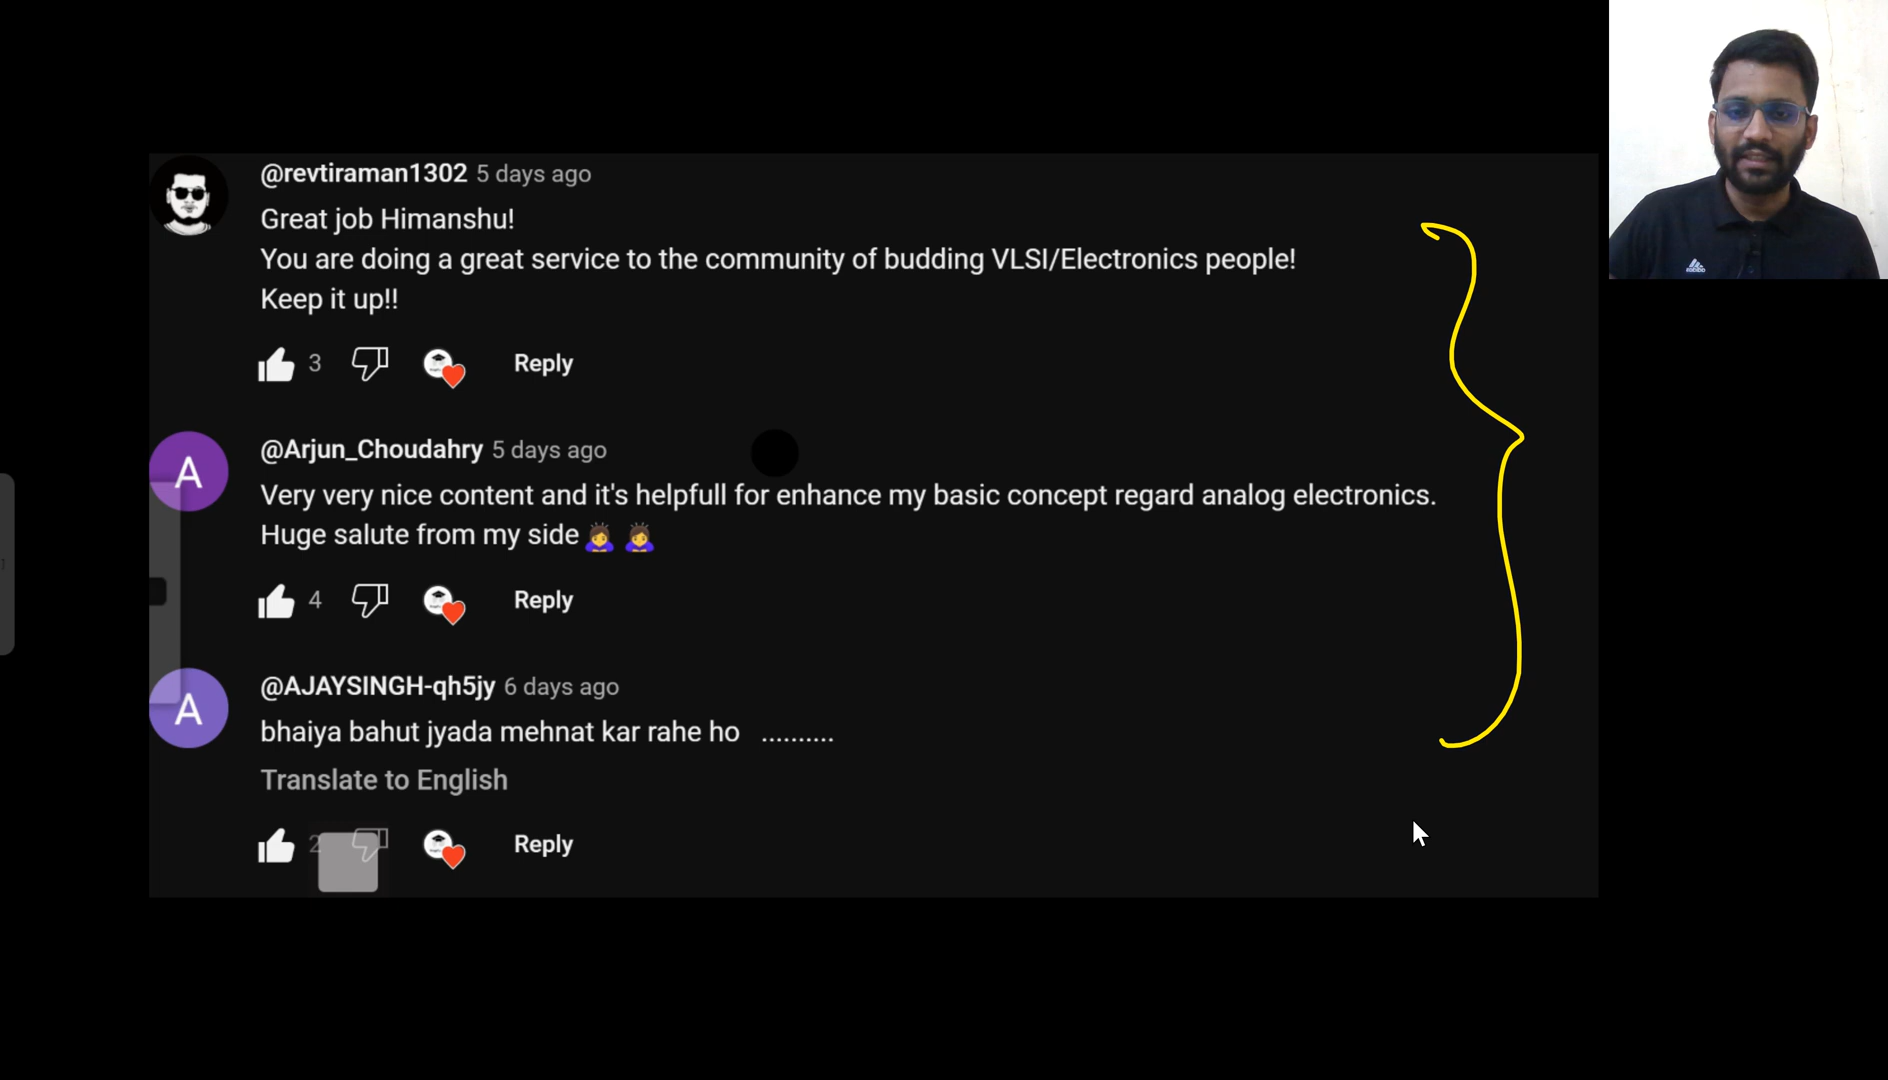 @revtiraman1302 5 days ago
Great job Himanshu!
You are doing a great service to the community of budding VLSI/Electronics people!
Keep it up!!
3 Reply
@Arjun_Choudahry 5 days ago
A
Very very nice content and it's helpfull for enhance my basic concept regard analog electronics.
Huge salute from my side🙇‍♀️ 🙇‍♀️
4 Reply
@AJAYSINGH-qh5jy 6 days ago
A
bhaiya bahut jyada mehnat kar rahe ho ..........
Translate to English
2 Reply